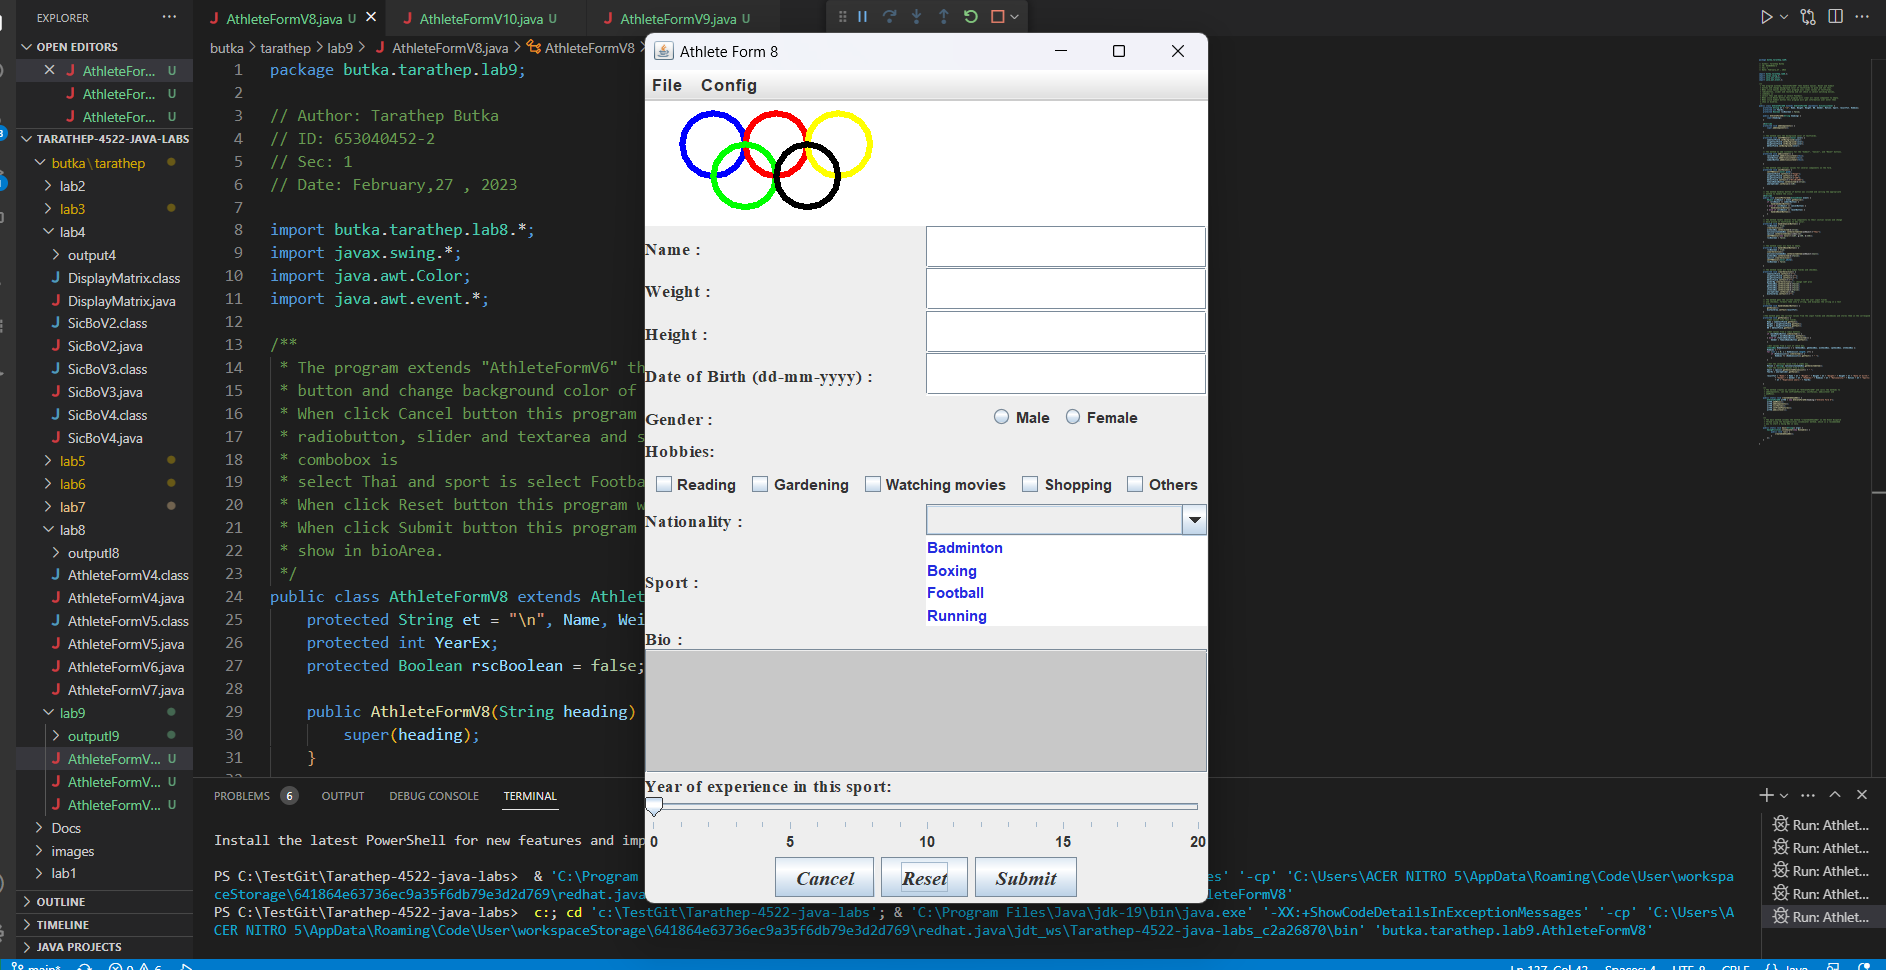 EXPLORER
OPEN EDITORS
AthleteFor... U
AthleteFor... U
AthleteFor... U
TARATHEP-4522-JAVA-LABS
butka\tarathep
lab2
lab3
lab4
output4
DisplayMatrix.class
DisplayMatrix.java
SicBoV2.class
SicBoV2.java
SicBoV3.class
SicBoV3.java
SicBoV4.class
SicBoV4.java
lab5
lab6
lab7
lab8
outputl8
AthleteFormV4.class
AthleteFormV4.java
AthleteFormV5.class
AthleteFormV5.java
AthleteFormV6.java
AthleteFormV7.java
lab9
outputl9
AthleteFormV... U
AthleteFormV... U
AthleteFormV... U
Docs
images
lab1
OUTLINE
TIMELINE
JAVA PROJECTS
AthleteFormV8.java U
AthleteFormV10.java U
AthleteFormV9.java U
butka > tarathep > lab9 > AthleteFormV8.java > AthleteFormV8 >
1 package butka.tarathep.lab9;
2
3 // Author: Tarathep Butka
4 // ID: 653040452-2
5 // Sec: 1
6 // Date: February,27 , 2023
7
8 import butka.tarathep.lab8.*;
9 import javax.swing.*;
10 import java.awt.Color;
11 import java.awt.event.*;
12
13 /**
14 * The program extends "AthleteFormV6" th
15 * button and change background color of
16 * When click Cancel button this program
17 * radiobutton, slider and textarea and s
18 * combobox is
19 * select Thai and sport is select Footba
20 * When click Reset button this program w
21 * When click Submit button this program
22 * show in bioArea.
23 */
24 public class AthleteFormV8 extends Athlet
25 protected String et = "\n", Name, Wei
26 protected int YearEx;
27 protected Boolean rscBoolean = false;
28
29 public AthleteFormV8(String heading)
30 super(heading);
31 }
Athlete Form 8
File Config
Name :
Weight :
Height :
Date of Birth (dd-mm-yyyy) :
Gender : Male Female
Hobbies:
Reading Gardening Watching movies Shopping Others
Nationality :
Sport :
Badminton
Boxing
Football
Running
Bio :
Year of experience in this sport:
0 5 10 15 20
Cancel Reset Submit
PROBLEMS 6 OUTPUT DEBUG CONSOLE TERMINAL
Install the latest PowerShell for new features and imp
PS C:\TestGit\Tarathep-4522-java-labs> & 'C:\Program es' '-cp' 'C:\Users\ACER NITRO 5\AppData\Roaming\Code\User\workspa
ceStorage\641864e63736ec9a35f6db79e3d2d769\redhat.java leteFormV8'
PS C:\TestGit\Tarathep-4522-java-labs> c:; cd 'c:\TestGit\Tarathep-4522-java-labs'; & 'C:\Program Files\Java\jdk-19\bin\java.exe' '-XX:+ShowCodeDetailsInExceptionMessages' '-cp' 'C:\Users\A
CER NITRO 5\AppData\Roaming\Code\User\workspaceStorage\641864e63736ec9a35f6db79e3d2d769\redhat.java\jdt_ws\Tarathep-4522-java-labs_c2a26870\bin' 'butka.tarathep.lab9.AthleteFormV8'
Run: Athlet...
Run: Athlet...
Run: Athlet...
Run: Athlet...
Run: Athlet...